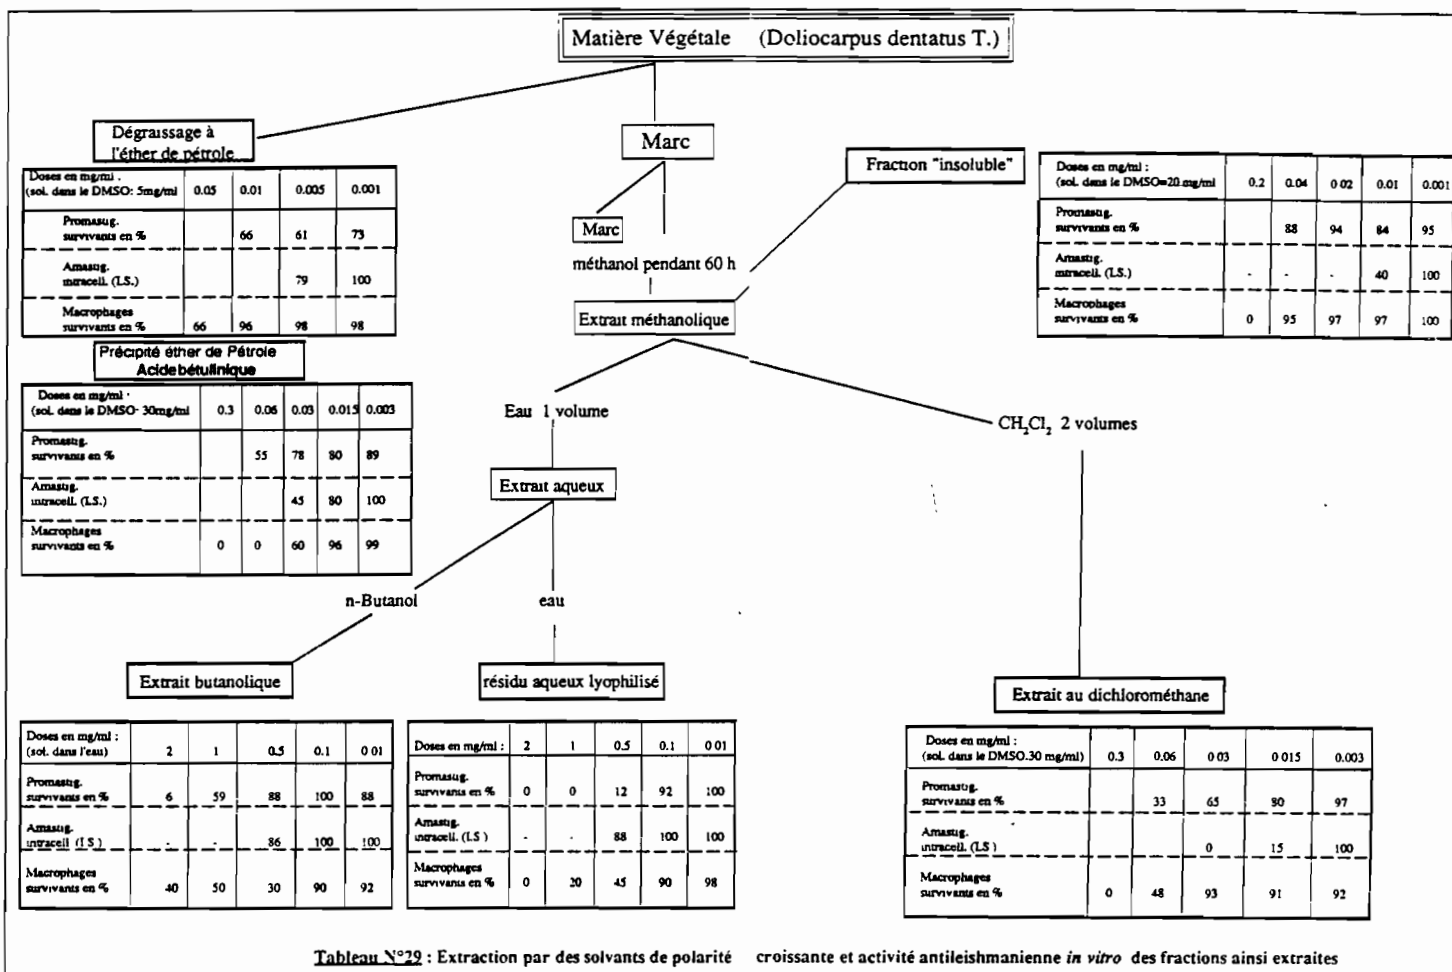 Matière Végétale (Doliocarpus dentatus T.)
Dégraissage à
l'éther de pétrole
Doses en mg/ml :
(sol. dans le DMSO: 5mg/ml 0.05 0.01 0.005 0.001
Promastig.
survivants en % 66 61 73
Amastig.
intracell. (I.S.) 79 100
Macrophages
survivants en % 66 96 98 98
Précipité éther de Pétrole
Acide bétulinique
Doses en mg/ml :
(sol. dans le DMSO- 30mg/ml 0.3 0.06 0.03 0.015 0.003
Promastig.
survivants en % 55 78 80 89
Amastig.
intracell. (I.S.) 45 80 100
Macrophages
survivants en % 0 0 60 96 99
Marc
Marc
méthanol pendant 60 h
Extrait méthanolique
Fraction "insoluble"
Doses en mg/ml :
(sol. dans le DMSO=20 mg/ml 0.2 0.04 0 02 0.01 0.001
Promastig.
survivants en % 88 94 84 95
Amastig.
intracell. (I.S.) - - - 40 100
Macrophages
survivants en % 0 95 97 97 100
Eau 1 volume
CH₂Cl₂ 2 volumes
Extrait aqueux
n-Butanol
eau
Extrait butanolique
Doses en mg/ml :
(sol. dans l'eau) 2 1 0.5 0.1 0 01
Promastig.
survivants en % 6 59 88 100 88
Amastig.
intracell (I S ) - - 86 100 100
Macrophages
survivants en % 40 50 30 90 92
résidu aqueux lyophilisé
Doses en mg/ml : 2 1 0.5 0.1 0 01
Promastig.
survivants en % 0 0 12 92 100
Amastig.
intracell. (I.S ) - - 88 100 100
Macrophages
survivants en % 0 20 45 90 98
Extrait au dichlorométhane
Doses en mg/ml :
(sol. dans le DMSO.30 mg/ml) 0.3 0.06 0 03 0 015 0.003
Promastig.
survivants en % 33 65 80 97
Amastig.
intracell. (I.S ) 0 15 100
Macrophages
survivants en % 0 48 93 91 92
Tableau N°29 : Extraction par des solvants de polarité croissante et activité antileishmanienne in vitro des fractions ainsi extraites